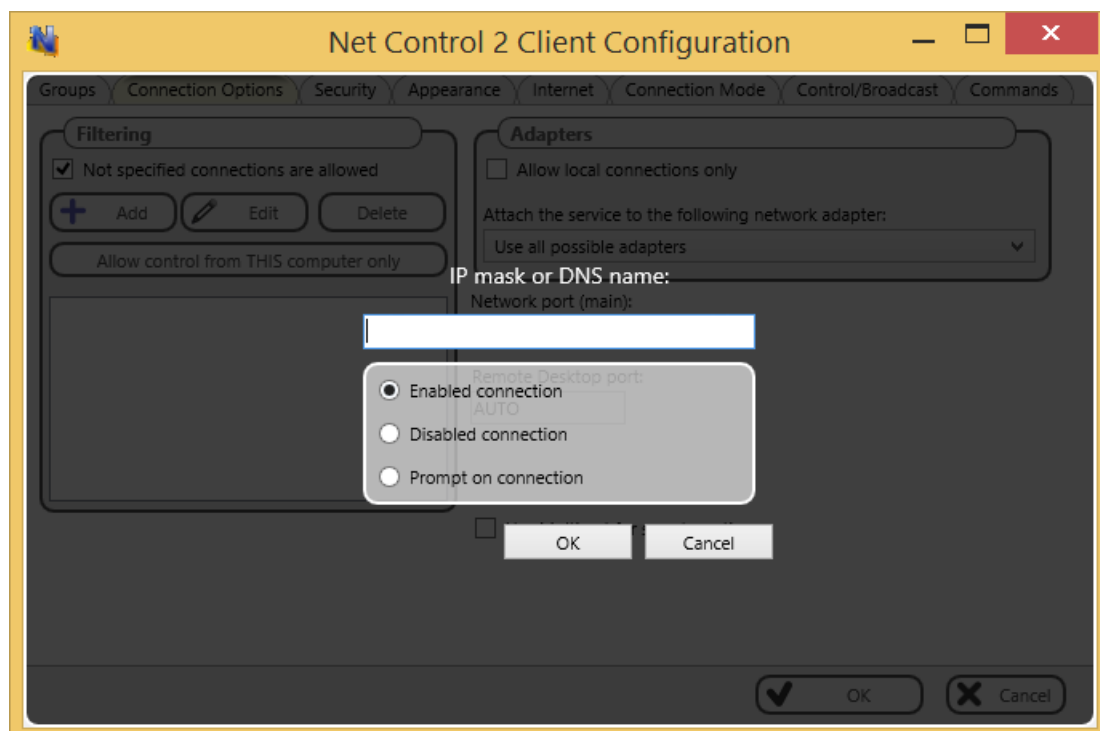 Net Control 2 Client Configuration
Groups Connection Options Security Appearance Internet Connection Mode Control/Broadcast Commands
Filtering
Not specified connections are allowed
Add Edit Delete
Allow control from THIS computer only
Adapters
Allow local connections only
Attach the service to the following network adapter:
Use all possible adapters
IP mask or DNS name:
Network port (main):
Remote Desktop port:
AUTO
Enabled connection
Disabled connection
Prompt on connection
OK Cancel
OK Cancel